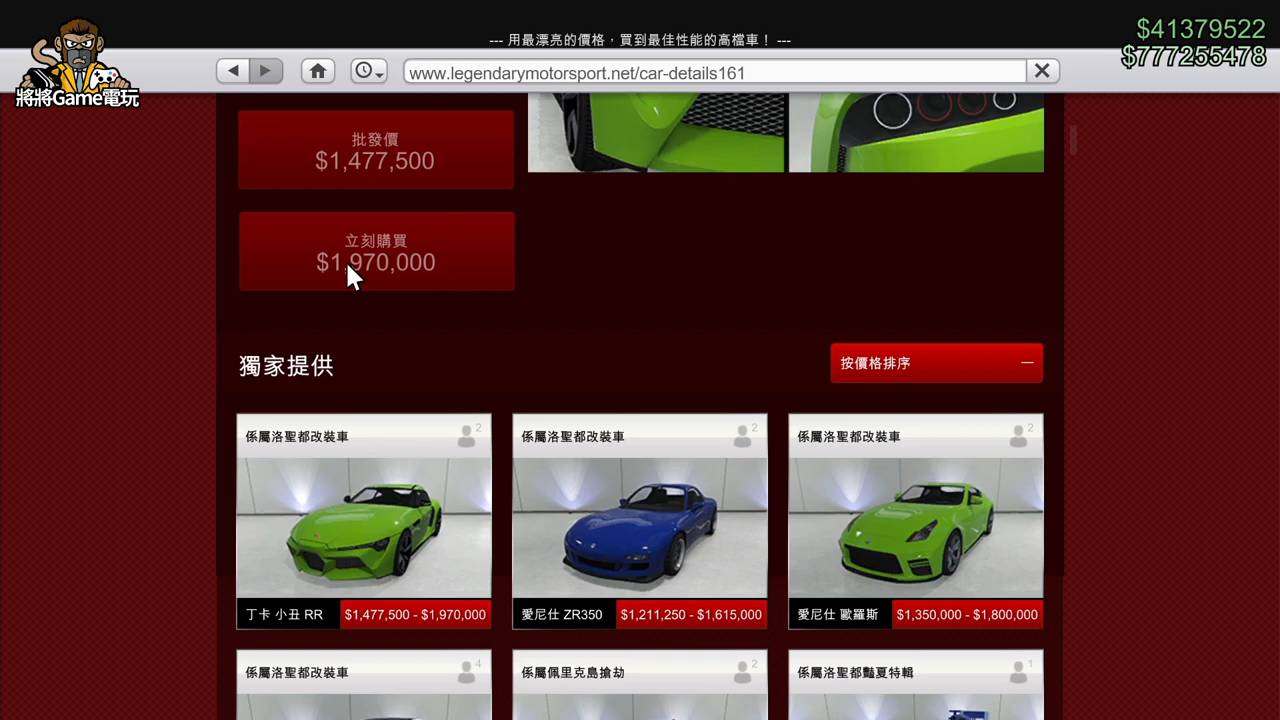 --- 用最漂亮的價格，買到最佳性能的高檔車！ ---
$41379522
$777255478
將將Game電玩
www.legendarymotorsport.net/car-details161
批發價
$1,477,500
立刻購買
$1,970,000
獨家提供
按價格排序
係屬洛聖都改裝車
2
係屬洛聖都改裝車
2
係屬洛聖都改裝車
2
丁卡 小丑 RR
$1,477,500 - $1,970,000
愛尼仕 ZR350
$1,211,250 - $1,615,000
愛尼仕 歐羅斯
$1,350,000 - $1,800,000
係屬洛聖都改裝車
4
係屬佩里克島搶劫
2
係屬洛聖都豔夏特輯
1